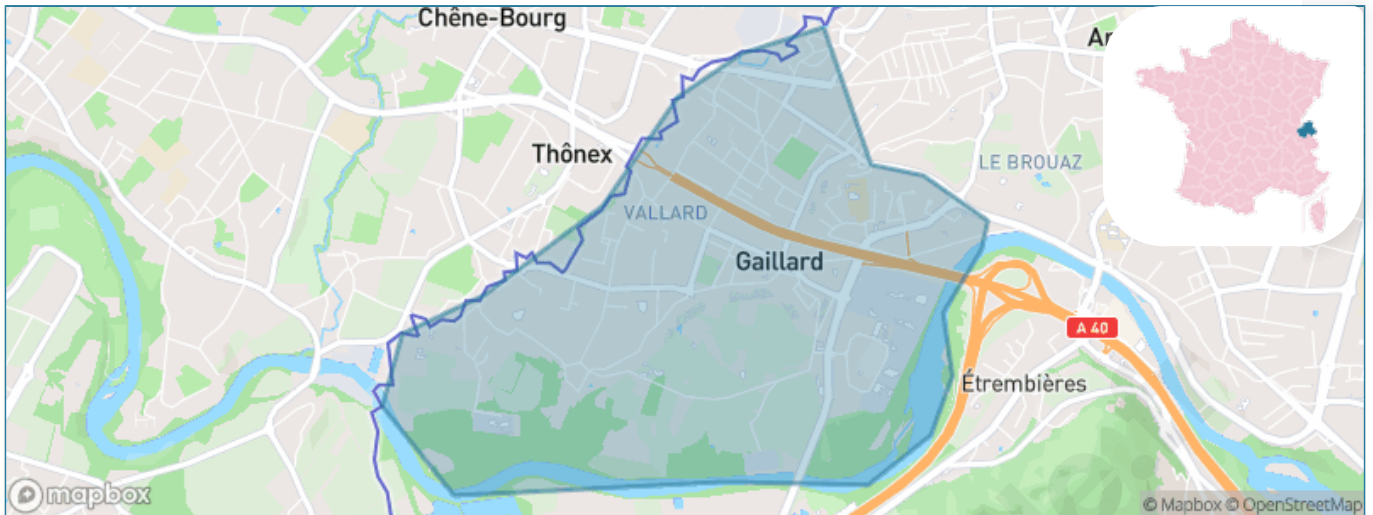 Chêne-Bourg
Thônex
LE BROUAZ
VALLARD
Gaillard
A 40
Étrembières
mapbox
© Mapbox © OpenStreetMap